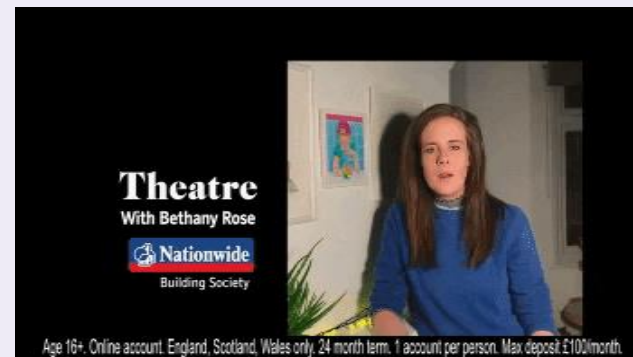 Theatre
With Bethany Rose
Nationwide
Building Society
Age 16+. Online account. England, Scotland, Wales only. 24 month term. 1 account per person. Max deposit £100/month.